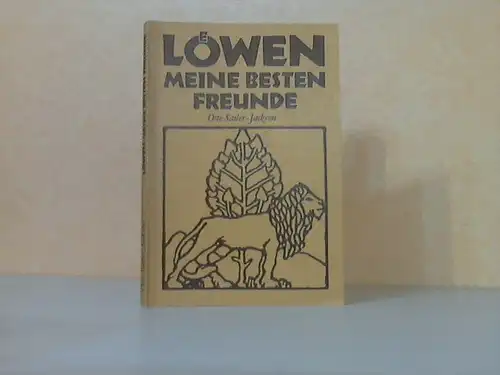 LÖWEN
MEINE BESTEN
FREUNDE
Otto Sailer-Jackson